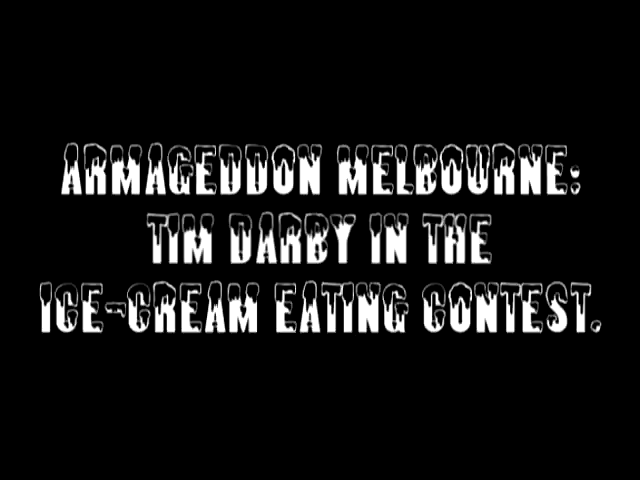 ARMAGEDDON MELBOURNE:
TIM DARBY IN THE
ICE-CREAM EATING CONTEST.